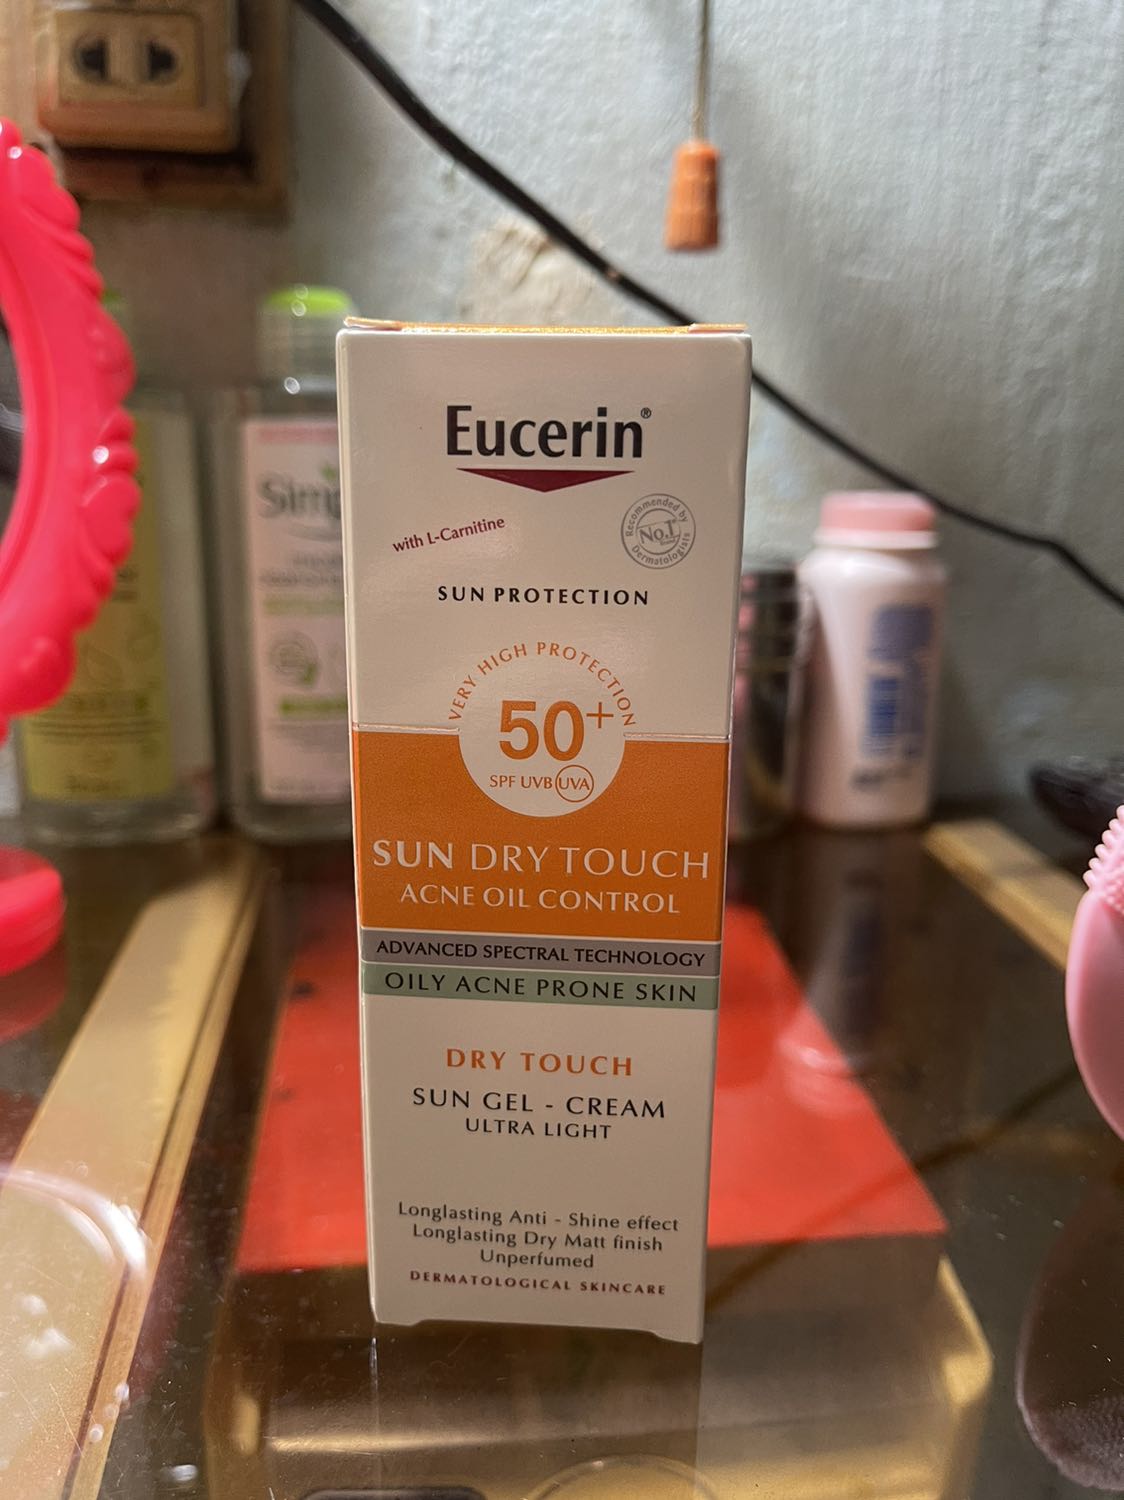 Eucerin®
with L-Carnitine
Recommended by
No.1
Dermatologists
SUN PROTECTION
VERY HIGH PROTECTION
50+
SPF UVB UVA
SUN DRY TOUCH
ACNE OIL CONTROL
ADVANCED SPECTRAL TECHNOLOGY
OILY ACNE PRONE SKIN
DRY TOUCH
SUN GEL - CREAM
ULTRA LIGHT
Longlasting Anti - Shine effect
Longlasting Dry Matt finish
Unperfumed
DERMATOLOGICAL SKINCARE
Simp